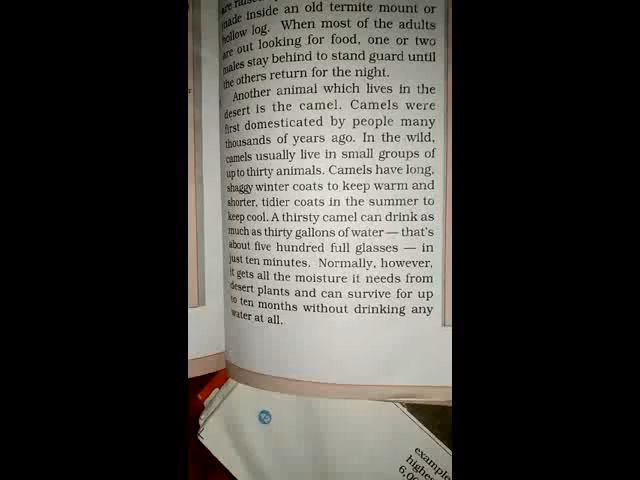 are raised
made inside an old termite mount or
hollow log. When most of the adults
are out looking for food, one or two
males stay behind to stand guard until
the others return for the night.
Another animal which lives in the
desert is the camel. Camels were
first domesticated by people many
thousands of years ago. In the wild,
camels usually live in small groups of
up to thirty animals. Camels have long,
shaggy winter coats to keep warm and
shorter, tidier coats in the summer to
keep cool. A thirsty camel can drink as
much as thirty gallons of water — that's
about five hundred full glasses — in
just ten minutes. Normally, however,
it gets all the moisture it needs from
desert plants and can survive for up
to ten months without drinking any
water at all.
example
higher